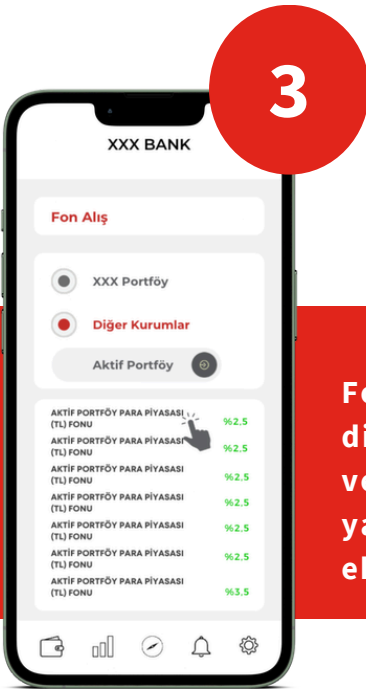 3
XXX BANK
Fon Alış
XXX Portföy
Diğer Kurumlar
Aktif Portföy
AKTİF PORTFÖY PARA PİYASASI
(TL) FONU
%2.5
AKTİF PORTFÖY PARA PİYASASI
(TL) FONU
%2.5
AKTİF PORTFÖY PARA PİYASASI
(TL) FONU
%2.5
AKTİF PORTFÖY PARA PİYASASI
(TL) FONU
%2.5
AKTİF PORTFÖY PARA PİYASASI
(TL) FONU
%2.5
AKTİF PORTFÖY PARA PİYASASI
(TL) FONU
%2.5
AKTİF PORTFÖY PARA PİYASASI
(TL) FONU
%3.5